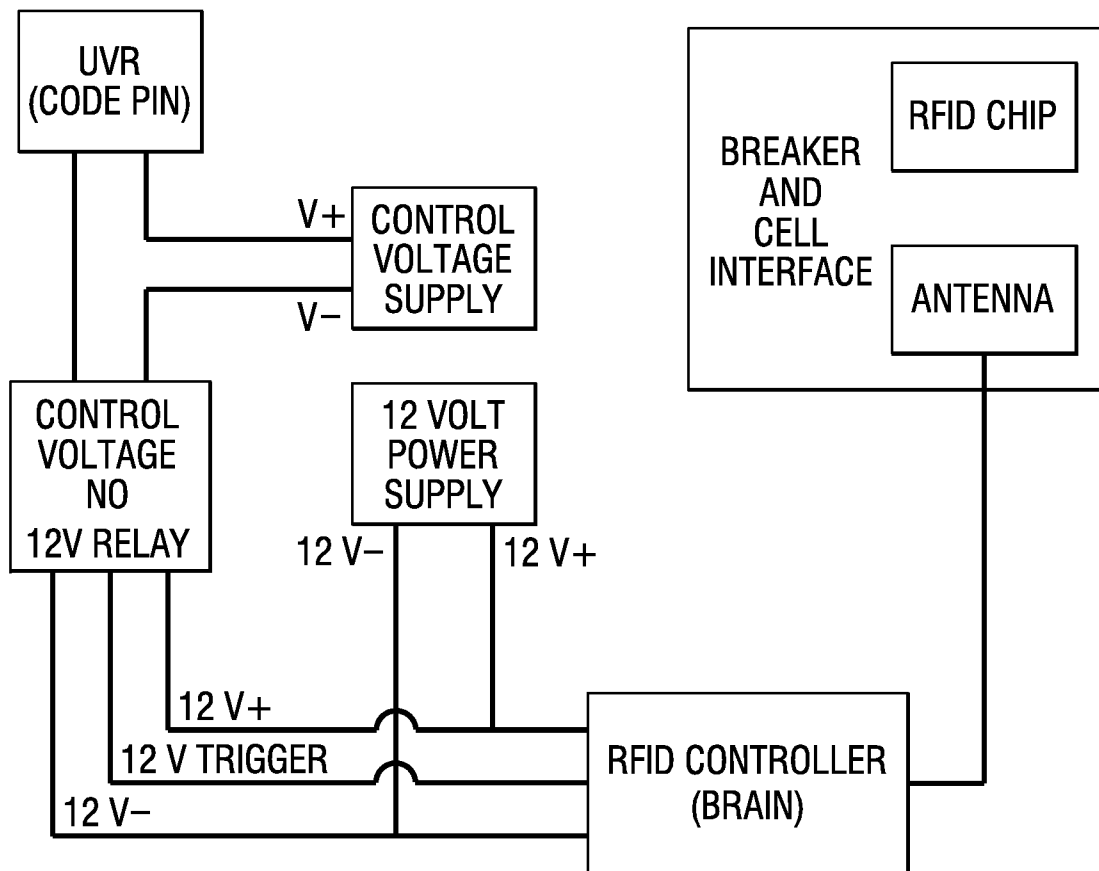 UVR
(CODE PIN)
V+
V−
CONTROL
VOLTAGE
SUPPLY
BREAKER
AND
CELL
INTERFACE
RFID CHIP
ANTENNA
CONTROL
VOLTAGE
NO
12V RELAY
12 VOLT
POWER
SUPPLY
12 V−
12 V+
12 V+
12 V TRIGGER
12 V−
RFID CONTROLLER
(BRAIN)